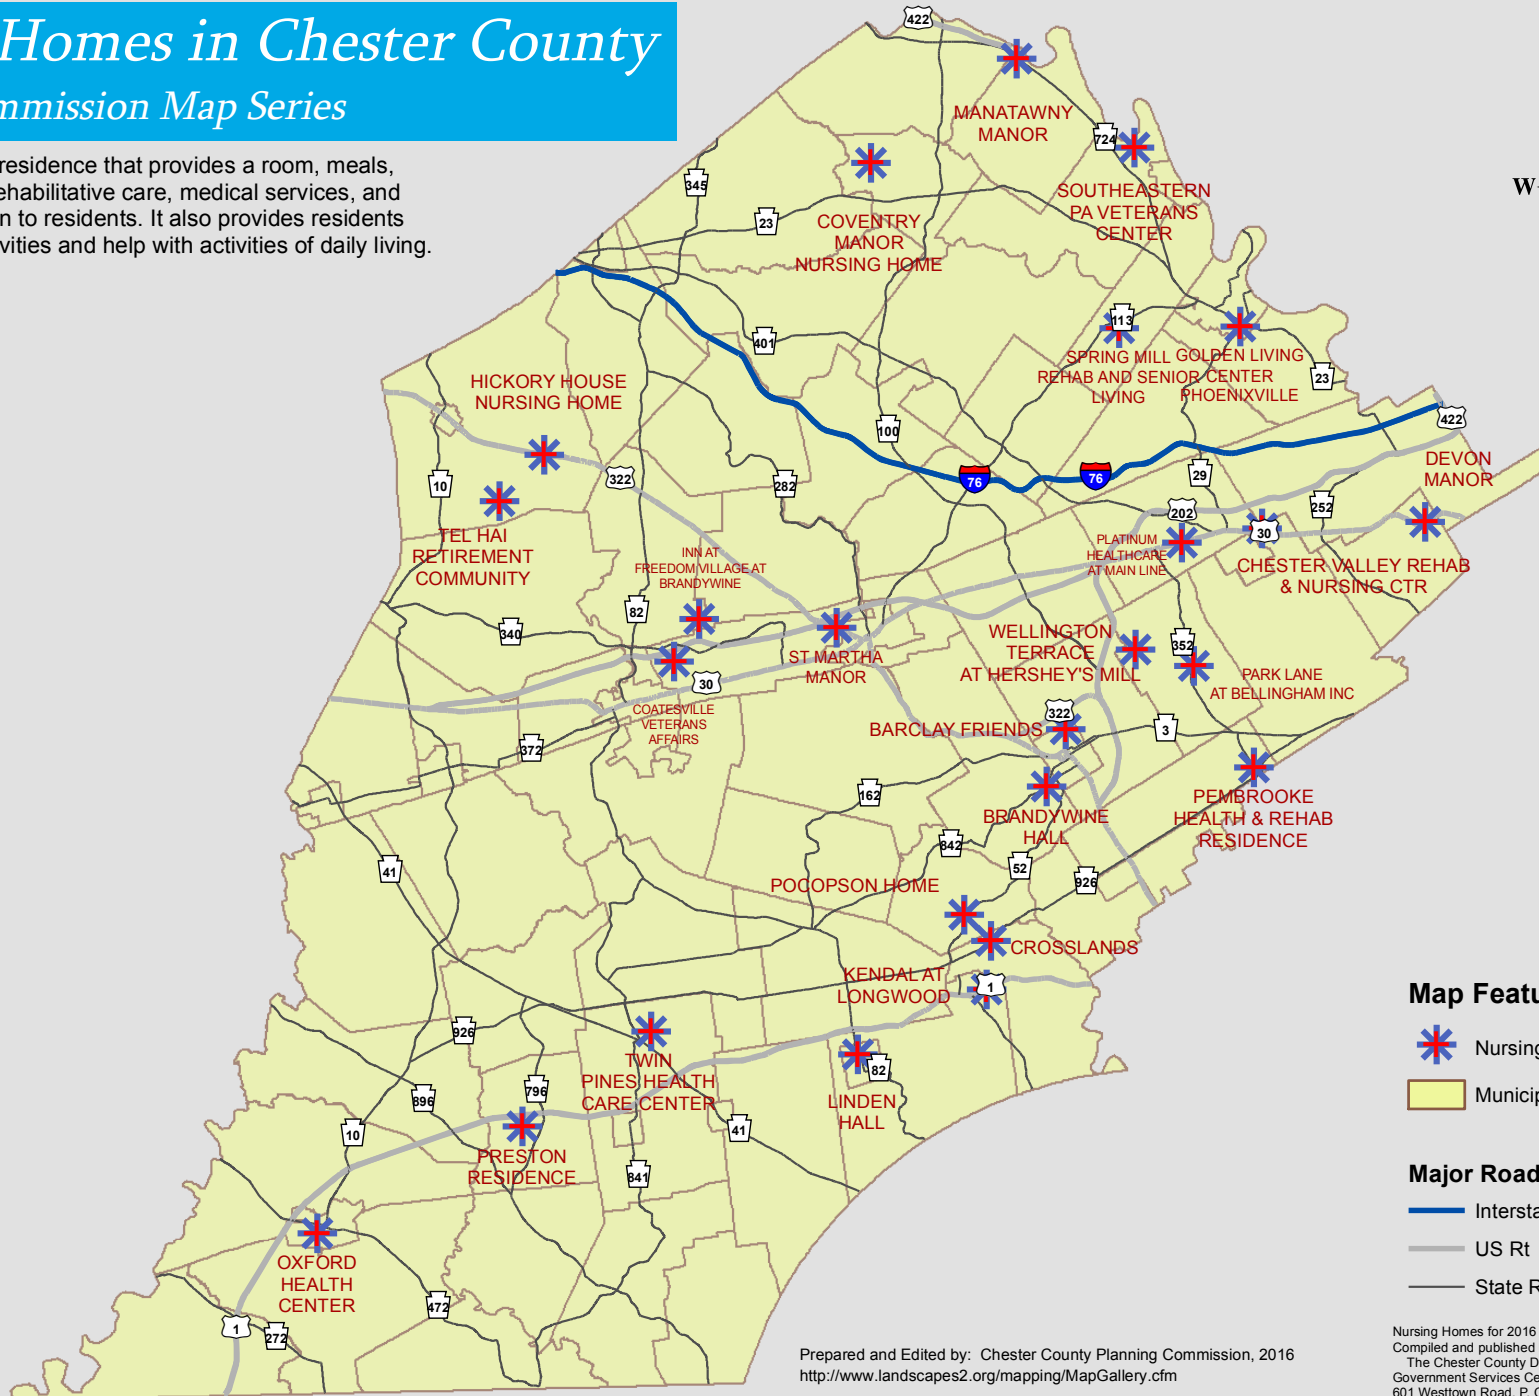 Homes in Chester County
mmission Map Series
residence that provides a room, meals,
ehabilitative care, medical services, and
n to residents. It also provides residents
vities and help with activities of daily living.
W
422
MANATAWNY
MANOR
724
SOUTHEASTERN
PA VETERANS
CENTER
345
23
COVENTRY
MANOR
NURSING HOME
113
SPRING MILL
REHAB AND SENIOR
LIVING
GOLDEN LIVING
CENTER
PHOENIXVILLE
23
401
HICKORY HOUSE
NURSING HOME
100
422
DEVON
MANOR
10
322
282
76
76
29
202
252
30
TEL HAI
RETIREMENT
COMMUNITY
INN AT
FREEDOM VILLAGE AT
BRANDYWINE
PLATINUM
HEALTHCARE
AT MAIN LINE
CHESTER VALLEY REHAB
& NURSING CTR
82
340
ST MARTHA
MANOR
WELLINGTON
TERRACE
AT HERSHEY'S MILL
352
PARK LANE
AT BELLINGHAM INC
30
COATESVILLE
VETERANS
AFFAIRS
322
BARCLAY FRIENDS
3
372
162
BRANDYWINE
HALL
PEMBROOKE
HEALTH & REHAB
RESIDENCE
842
52
926
41
POCOPSON HOME
CROSSLANDS
KENDAL AT
LONGWOOD
1
926
TWIN
PINES HEALTH
CARE CENTER
82
LINDEN
HALL
896
796
10
41
PRESTON
RESIDENCE
841
OXFORD
HEALTH
CENTER
472
1
272
Map Featu
Nursing
Municip
Major Road
Intersta
US Rt
State R
Prepared and Edited by: Chester County Planning Commission, 2016
http://www.landscapes2.org/mapping/MapGallery.cfm
Nursing Homes for 2016
Compiled and published
The Chester County D
Government Services Ce
601 Westtown Road, P.O